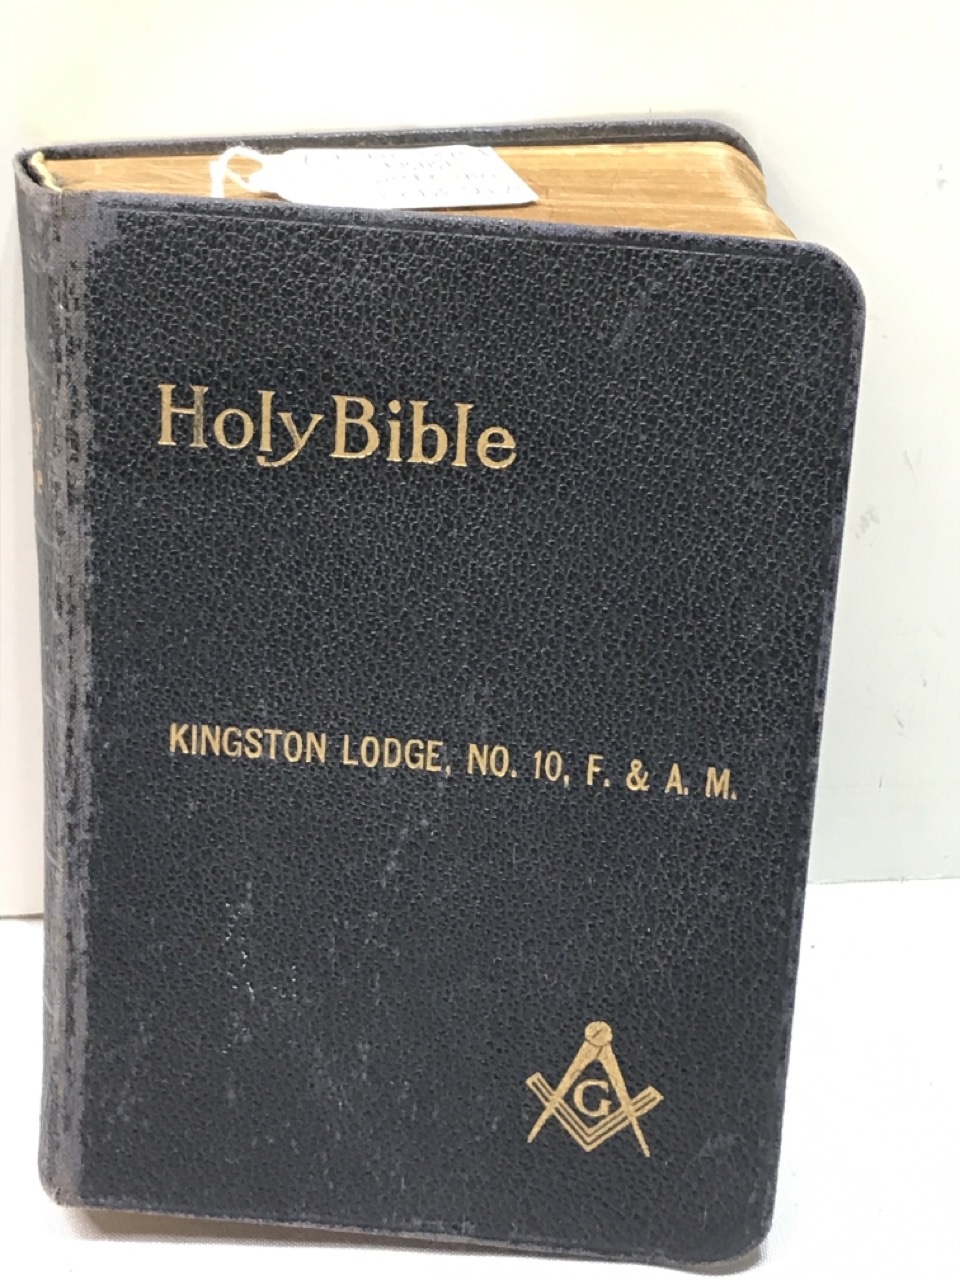 Holy Bible
KINGSTON LODGE, NO. 10, F. & A. M.
G